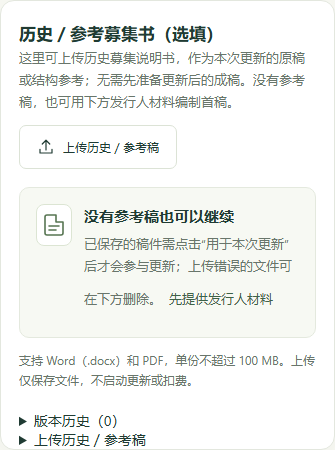 历史 / 参考募集书（选填）
这里可上传历史募集说明书，作为本次更新的原稿
或结构参考；无需先准备更新后的成稿。没有参考
稿，也可用下方发行人材料编制首稿。
上传历史 / 参考稿
没有参考稿也可以继续
已保存的稿件需点击“用于本次更新”
后才会参与更新；上传错误的文件可
在下方删除。 先提供发行人材料
支持 Word（.docx）和 PDF，单份不超过 100 MB。上传
仅保存文件，不启动更新或扣费。
▶ 版本历史（0）
▶ 上传历史 / 参考稿